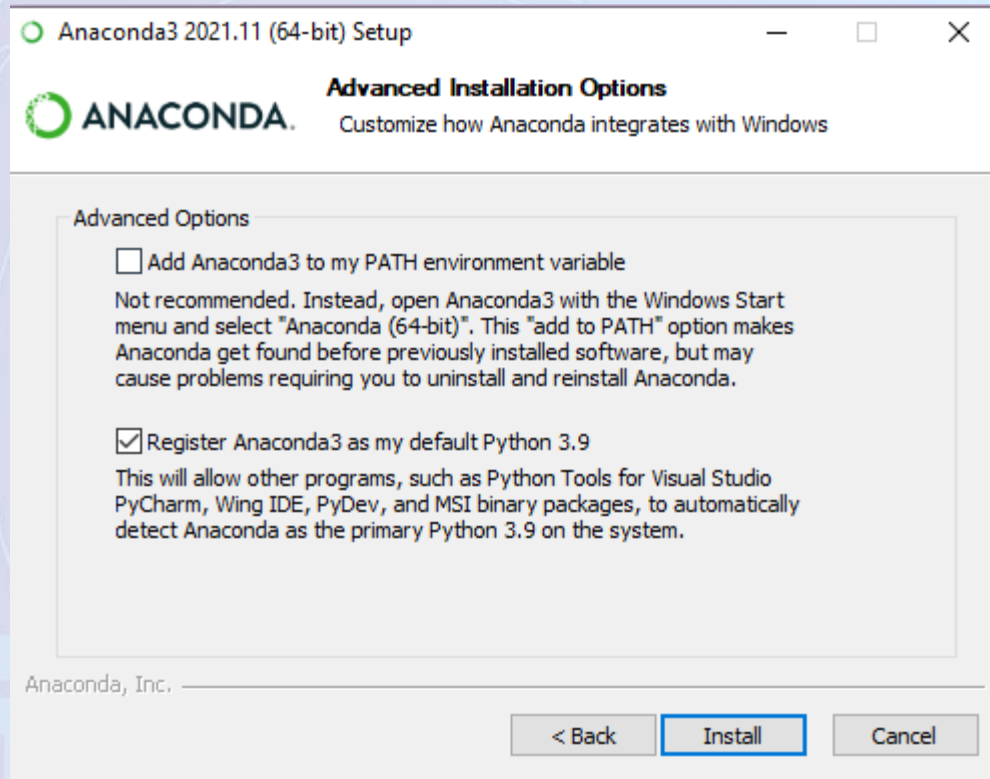 Anaconda3 2021.11 (64-bit) Setup
ANACONDA.
Advanced Installation Options
Customize how Anaconda integrates with Windows
Advanced Options
Add Anaconda3 to my PATH environment variable
Not recommended. Instead, open Anaconda3 with the Windows Start
menu and select "Anaconda (64-bit)". This "add to PATH" option makes
Anaconda get found before previously installed software, but may
cause problems requiring you to uninstall and reinstall Anaconda.
Register Anaconda3 as my default Python 3.9
This will allow other programs, such as Python Tools for Visual Studio
PyCharm, Wing IDE, PyDev, and MSI binary packages, to automatically
detect Anaconda as the primary Python 3.9 on the system.
Anaconda, Inc.
< Back
Install
Cancel